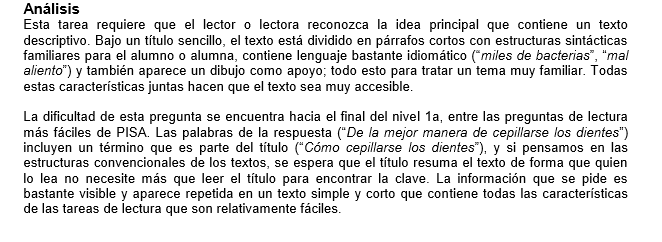 Análisis
Esta tarea requiere que el lector o lectora reconozca la idea principal que contiene un texto
descriptivo. Bajo un título sencillo, el texto está dividido en párrafos cortos con estructuras sintácticas
familiares para el alumno o alumna, contiene lenguaje bastante idiomático (“miles de bacterias”, “mal
aliento”) y también aparece un dibujo como apoyo; todo esto para tratar un tema muy familiar. Todas
estas características juntas hacen que el texto sea muy accesible.
La dificultad de esta pregunta se encuentra hacia el final del nivel 1a, entre las preguntas de lectura
más fáciles de PISA. Las palabras de la respuesta (“De la mejor manera de cepillarse los dientes”)
incluyen un término que es parte del título (“Cómo cepillarse los dientes”), y si pensamos en las
estructuras convencionales de los textos, se espera que el título resuma el texto de forma que quien
lo lea no necesite más que leer el título para encontrar la clave. La información que se pide es
bastante visible y aparece repetida en un texto simple y corto que contiene todas las características
de las tareas de lectura que son relativamente fáciles.